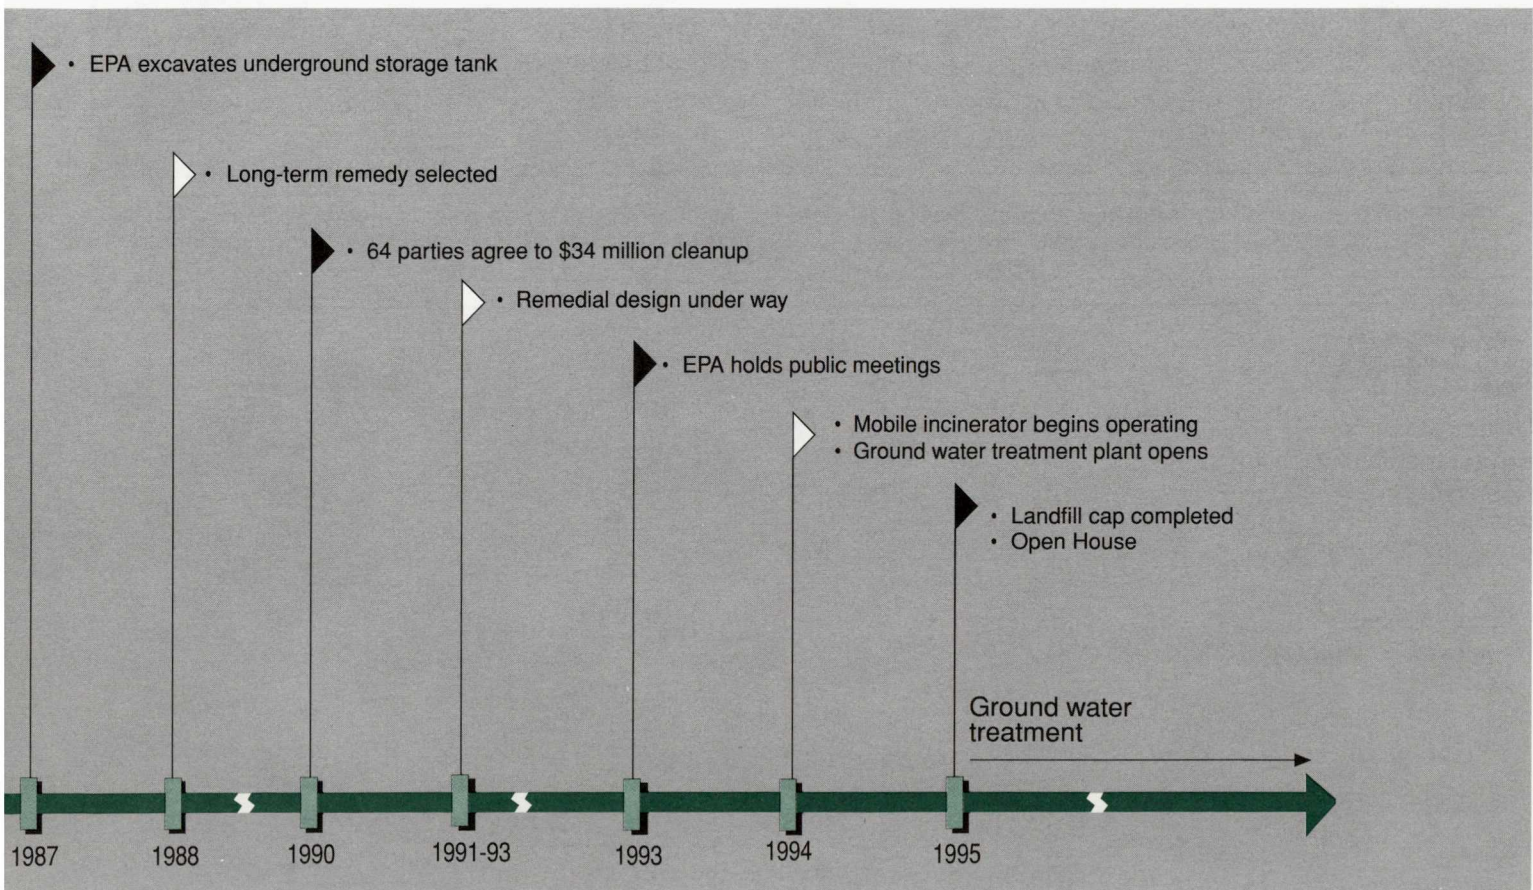 • EPA excavates underground storage tank
• Long-term remedy selected
• 64 parties agree to $34 million cleanup
• Remedial design under way
• EPA holds public meetings
• Mobile incinerator begins operating
• Ground water treatment plant opens
• Landfill cap completed
• Open House
Ground water
treatment
1987 1988 1990 1991-93 1993 1994 1995